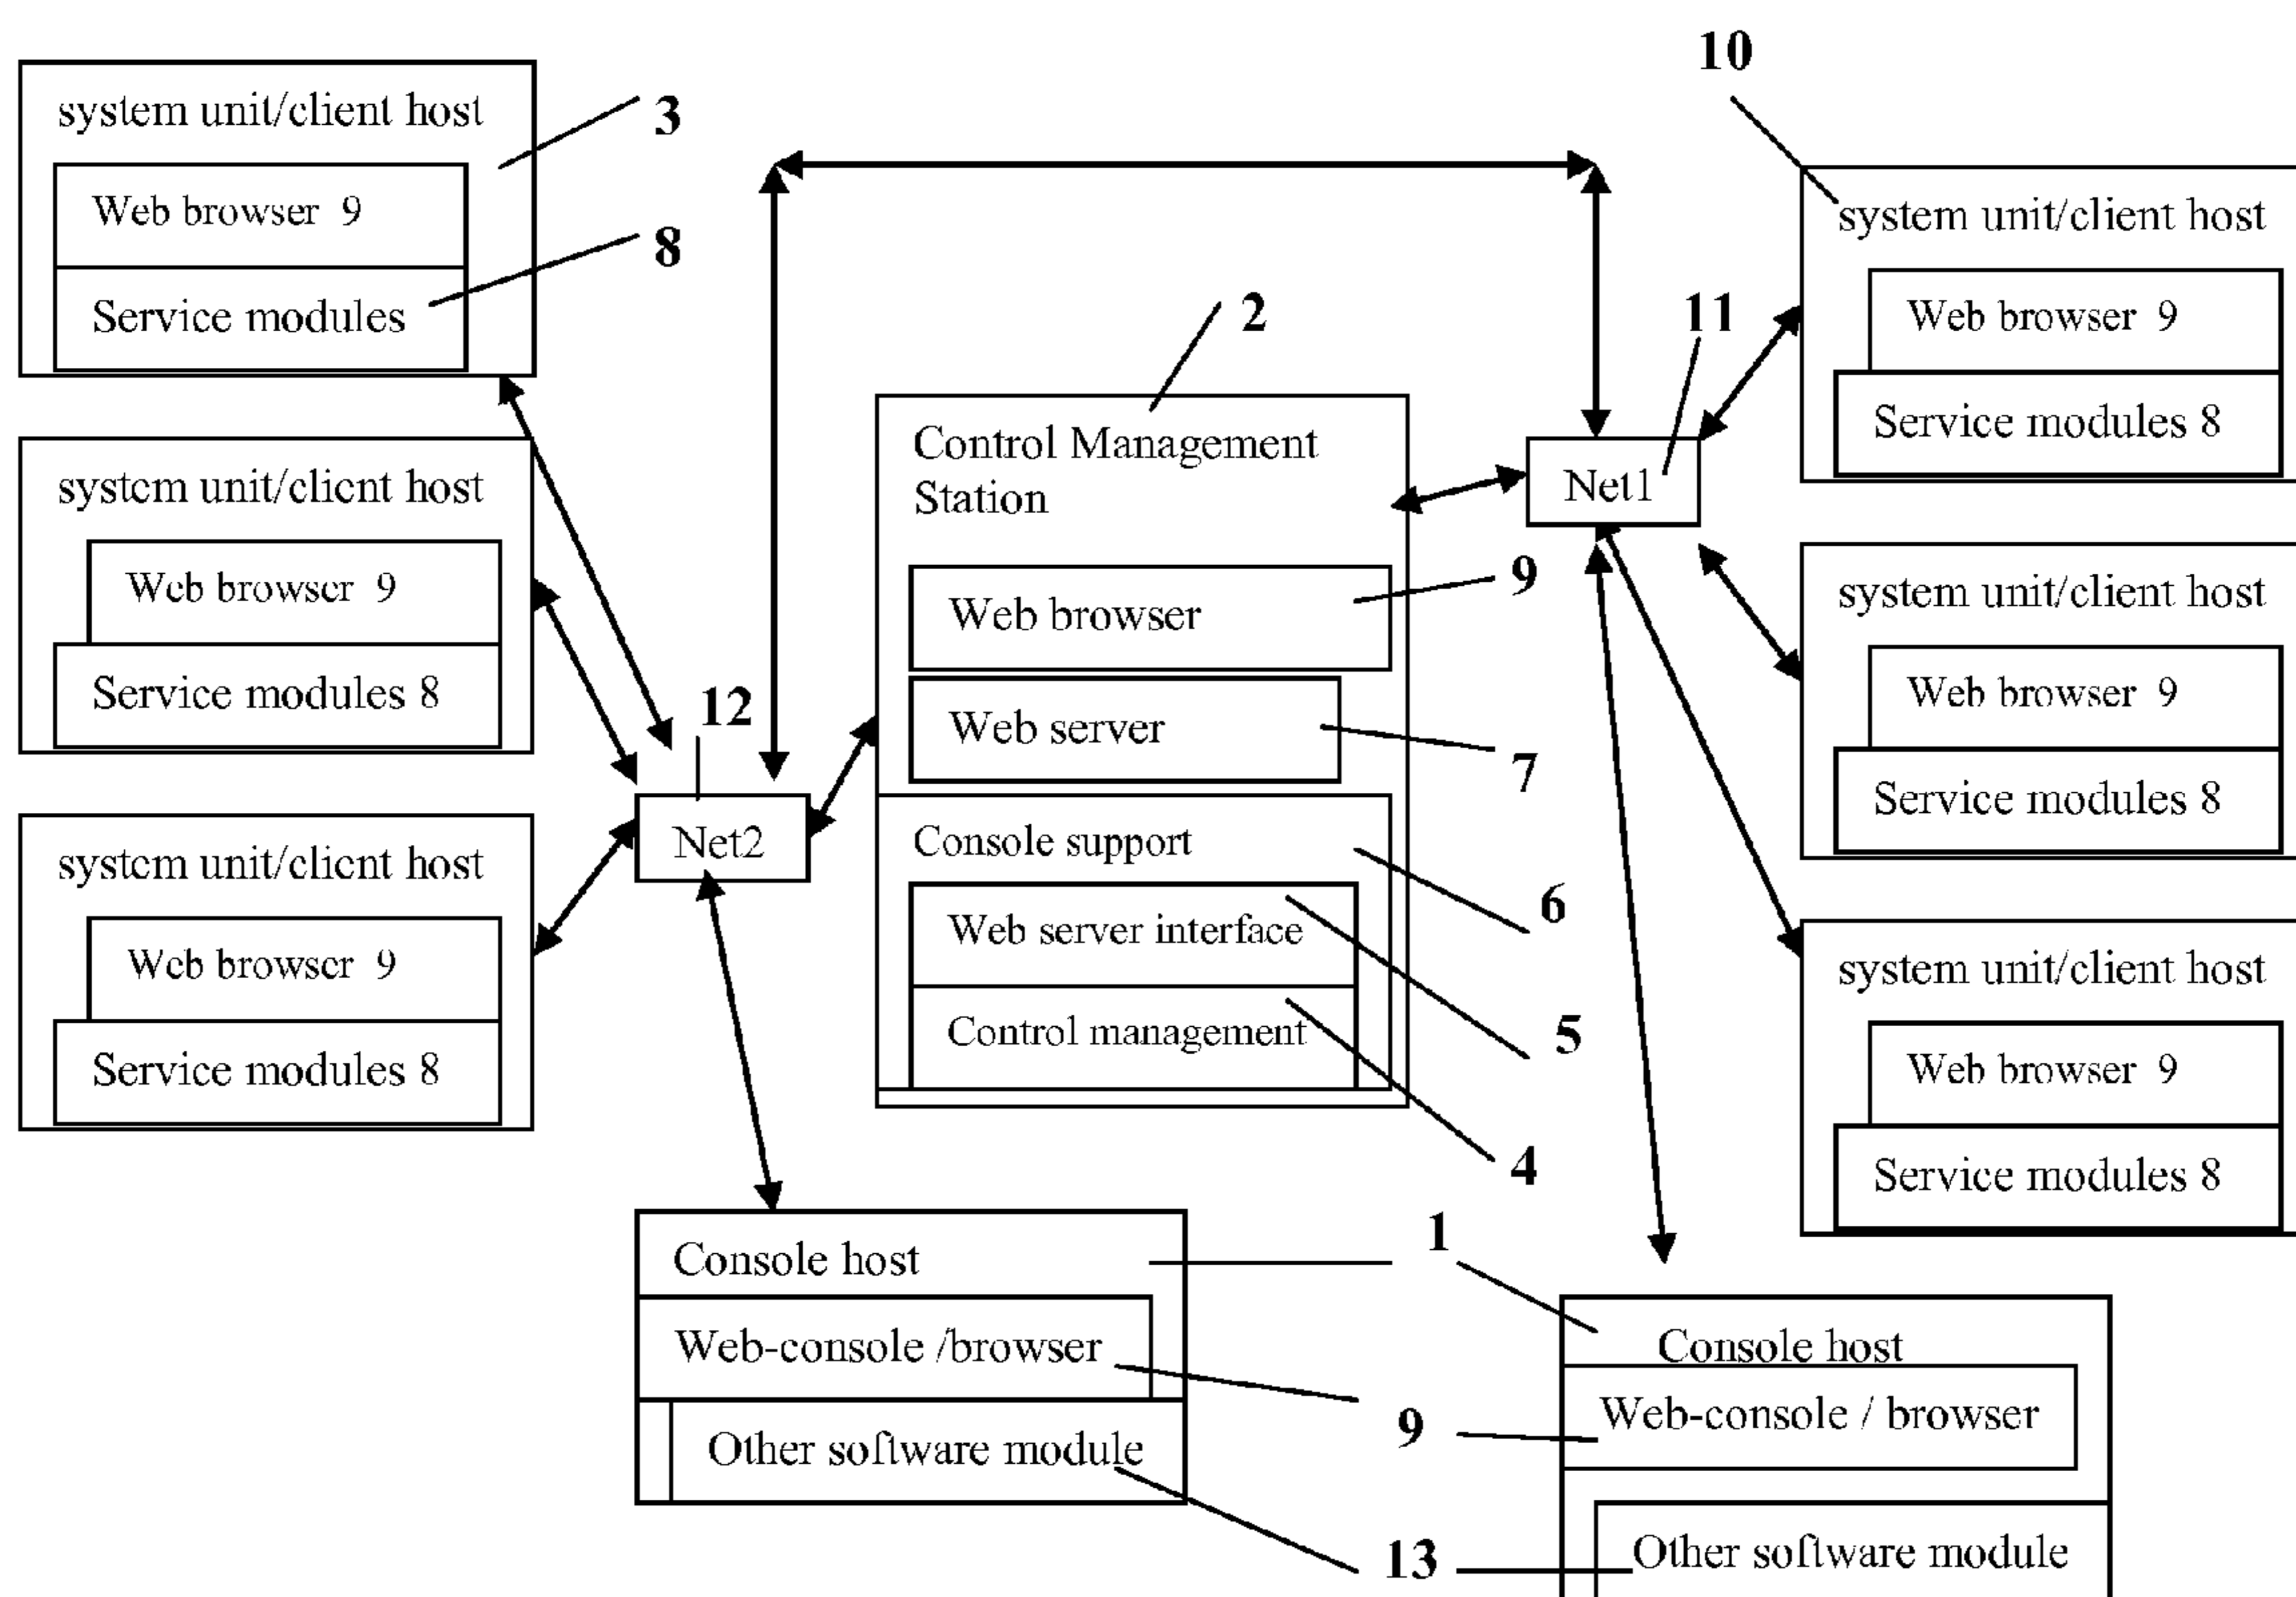 system unit/client host
3
Web browser 9
8
Service modules
system unit/client host
Web browser 9
Service modules 8
system unit/client host
Web browser 9
Service modules 8
12
Net2
2
Control Management
Station
Web browser
9
Web server
7
Console support
6
Web server interface
5
Control management
4
11
Net1
10
system unit/client host
Web browser 9
Service modules 8
system unit/client host
Web browser 9
Service modules 8
system unit/client host
Web browser 9
Service modules 8
Console host
1
Web-console /browser
9
Other software module
13
Console host
Web-console / browser
Other software module